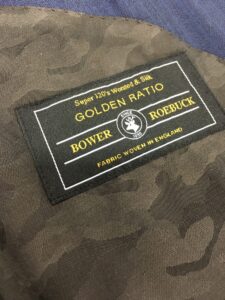 Super 120's Worsted & Silk
GOLDEN RATIO
BOWER ROEBUCK
FABRIC WOVEN IN ENGLAND